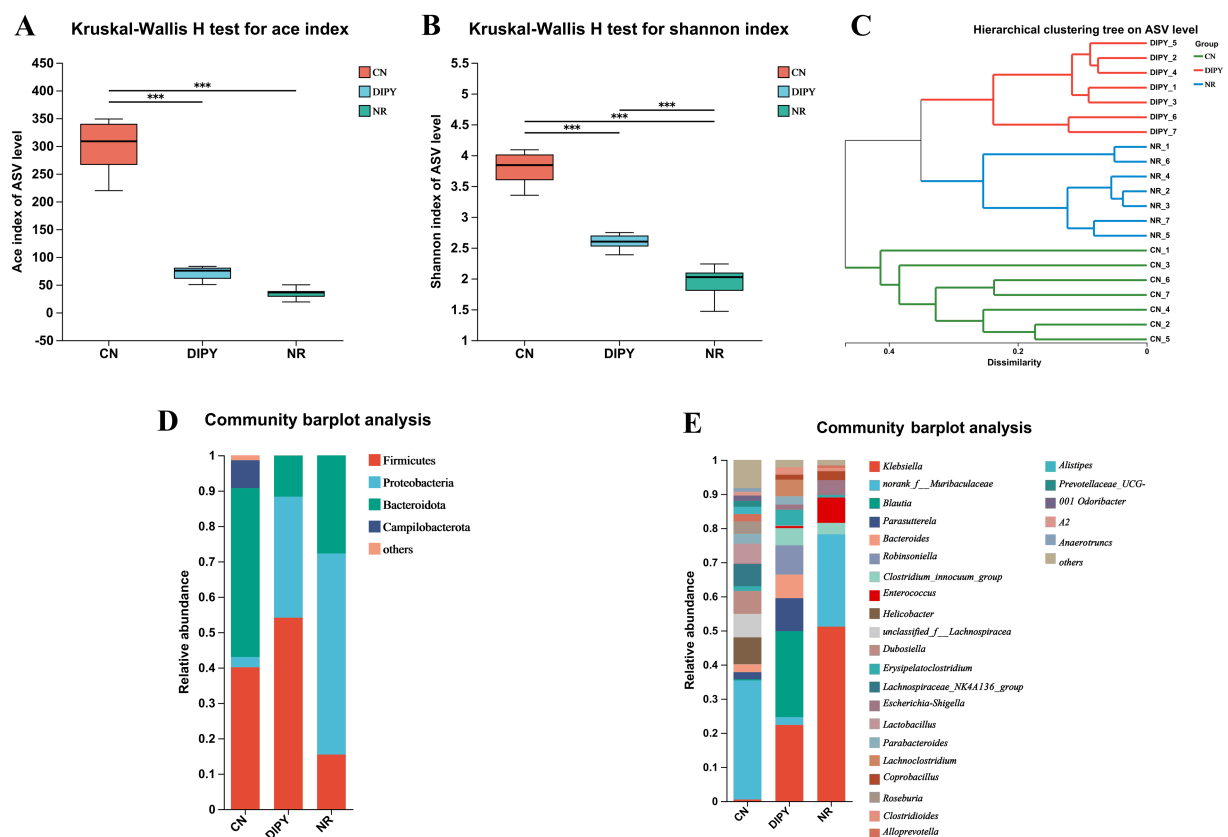 A
Kruskal-Wallis H test for ace index
450
400
350
300
250
200
150
100
50
0
-50
Ace index of ASV level
***
***
CN
DIPY
NR
CN
DIPY
NR
B
Kruskal-Wallis H test for shannon index
5.5
5
4.5
4
3.5
3
2.5
2
1.5
1
Shannon index of ASV level
***
***
***
CN
DIPY
NR
CN
DIPY
NR
C
Hierarchical clustering tree on ASV level
DIPY_5
DIPY_2
DIPY_4
DIPY_1
DIPY_3
DIPY_6
DIPY_7
NR_1
NR_6
NR_4
NR_2
NR_3
NR_7
NR_5
CN_1
CN_3
CN_6
CN_7
CN_4
CN_2
CN_5
Group
CN
DIPY
NR
0.4
0.2
0
Dissimilarity
D
Community barplot analysis
1
0.9
0.8
0.7
0.6
0.5
0.4
0.3
0.2
0.1
0
Relative abundance
CN
DIPY
NR
Firmicutes
Proteobacteria
Bacteroidota
Campilobacterota
others
E
Community barplot analysis
1
0.9
0.8
0.7
0.6
0.5
0.4
0.3
0.2
0.1
0
Relative abundance
CN
DIPY
NR
Klebsiella
norank_f__Muribaculaceae
Blautia
Parasutterela
Bacteroides
Robinsoniella
Clostridium_innocuum_group
Enterococcus
Helicobacter
unclassified_f__Lachnospiracea
Dubosiella
Erysipelatoclostridium
Lachnospiraceae_NK4A136_group
Escherichia-Shigella
Lactobacillus
Parabacteroides
Lachnoclostridium
Coprobacillus
Roseburia
Clostridioides
Alloprevotella
Alistipes
Prevotellaceae_UCG-
001 Odoribacter
A2
Anaerotruncs
others